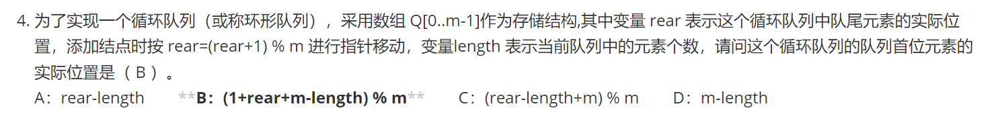 4. 为了实现一个循环队列（或称环形队列），采用数组 Q[0..m-1]作为存储结构,其中变量 rear 表示这个循环队列中队尾元素的实际位
置，添加结点时按 rear=(rear+1) % m 进行指针移动，变量length 表示当前队列中的元素个数，请问这个循环队列的队列首位元素的
实际位置是（ B ）。
A：rear-length **B：(1+rear+m-length) % m** C：(rear-length+m) % m D：m-length